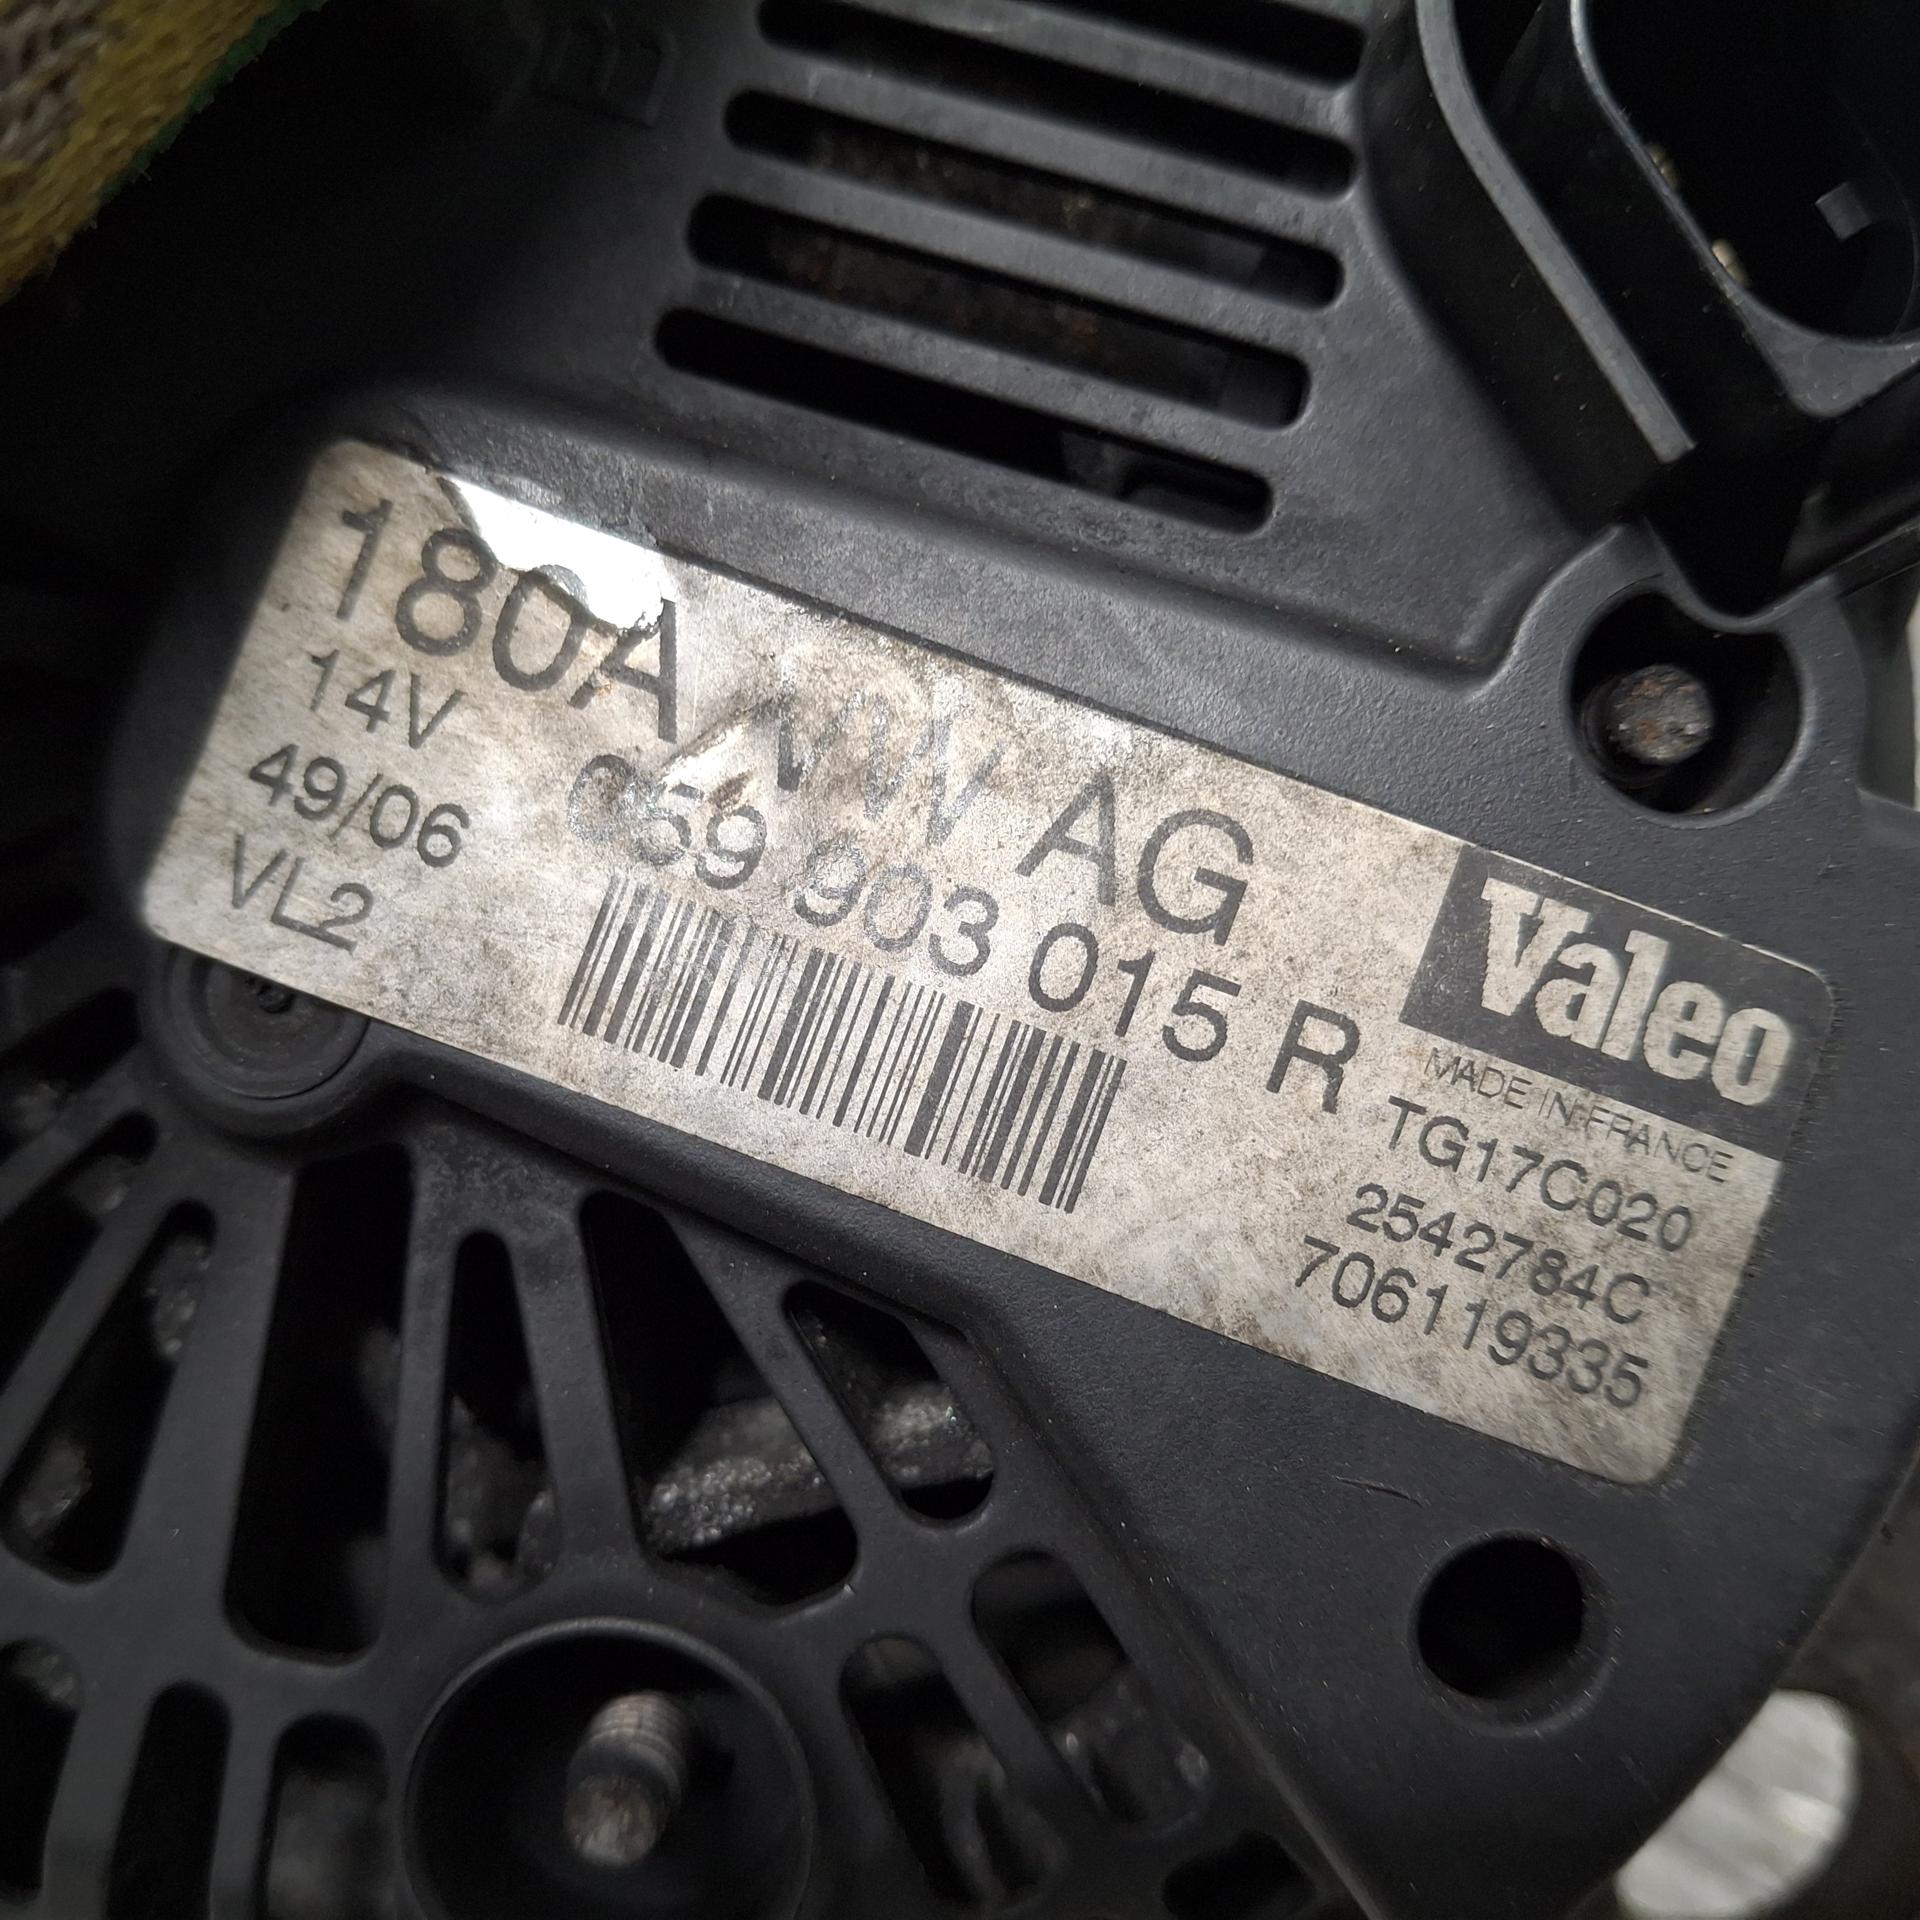 180A VW AG
14V 059 903 015 R
49/06
VL2
Valeo
MADE IN FRANCE
TG17C020
2542784C
706119335